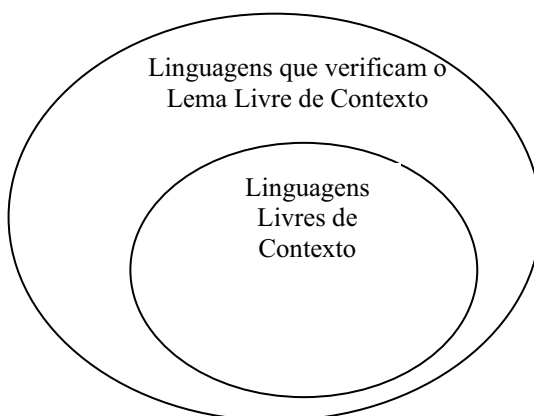 Linguagens que verificam o
Lema Livre de Contexto
Linguagens
Livres de
Contexto